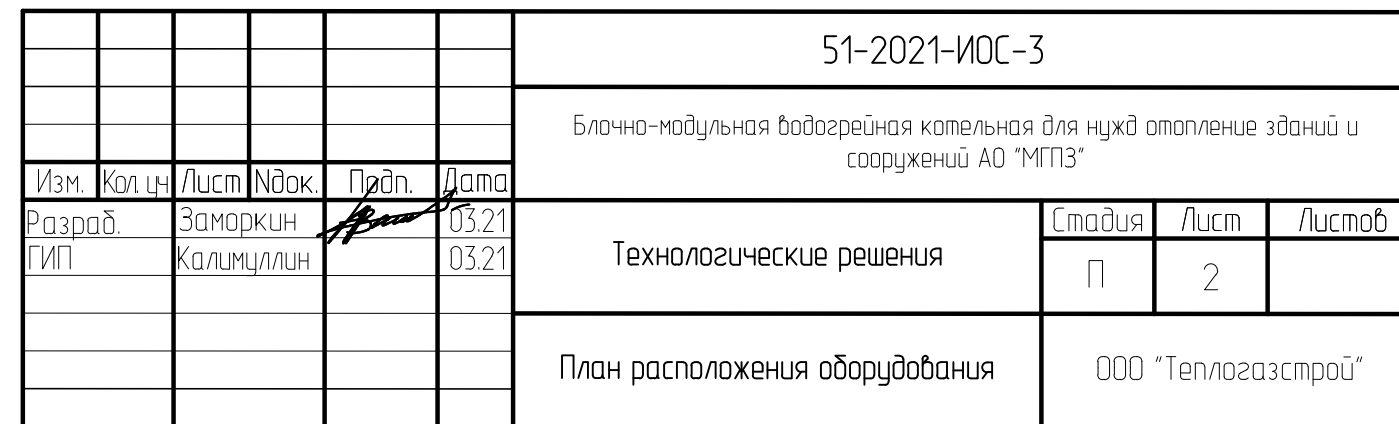 51-2021-ИОС-3
Блочно-модульная водогрейная котельная для нужд отопление зданий и
сооружений АО "МГПЗ"
Изм. Кол. уч Лист Nдок. Подп. Дата
Разраб. Заморкин 03.21
ГИП Калимуллин 03.21
Технологические решения
Стадия Лист Листов
П 2
План расположения оборудования
ООО "Теплогазстрой"